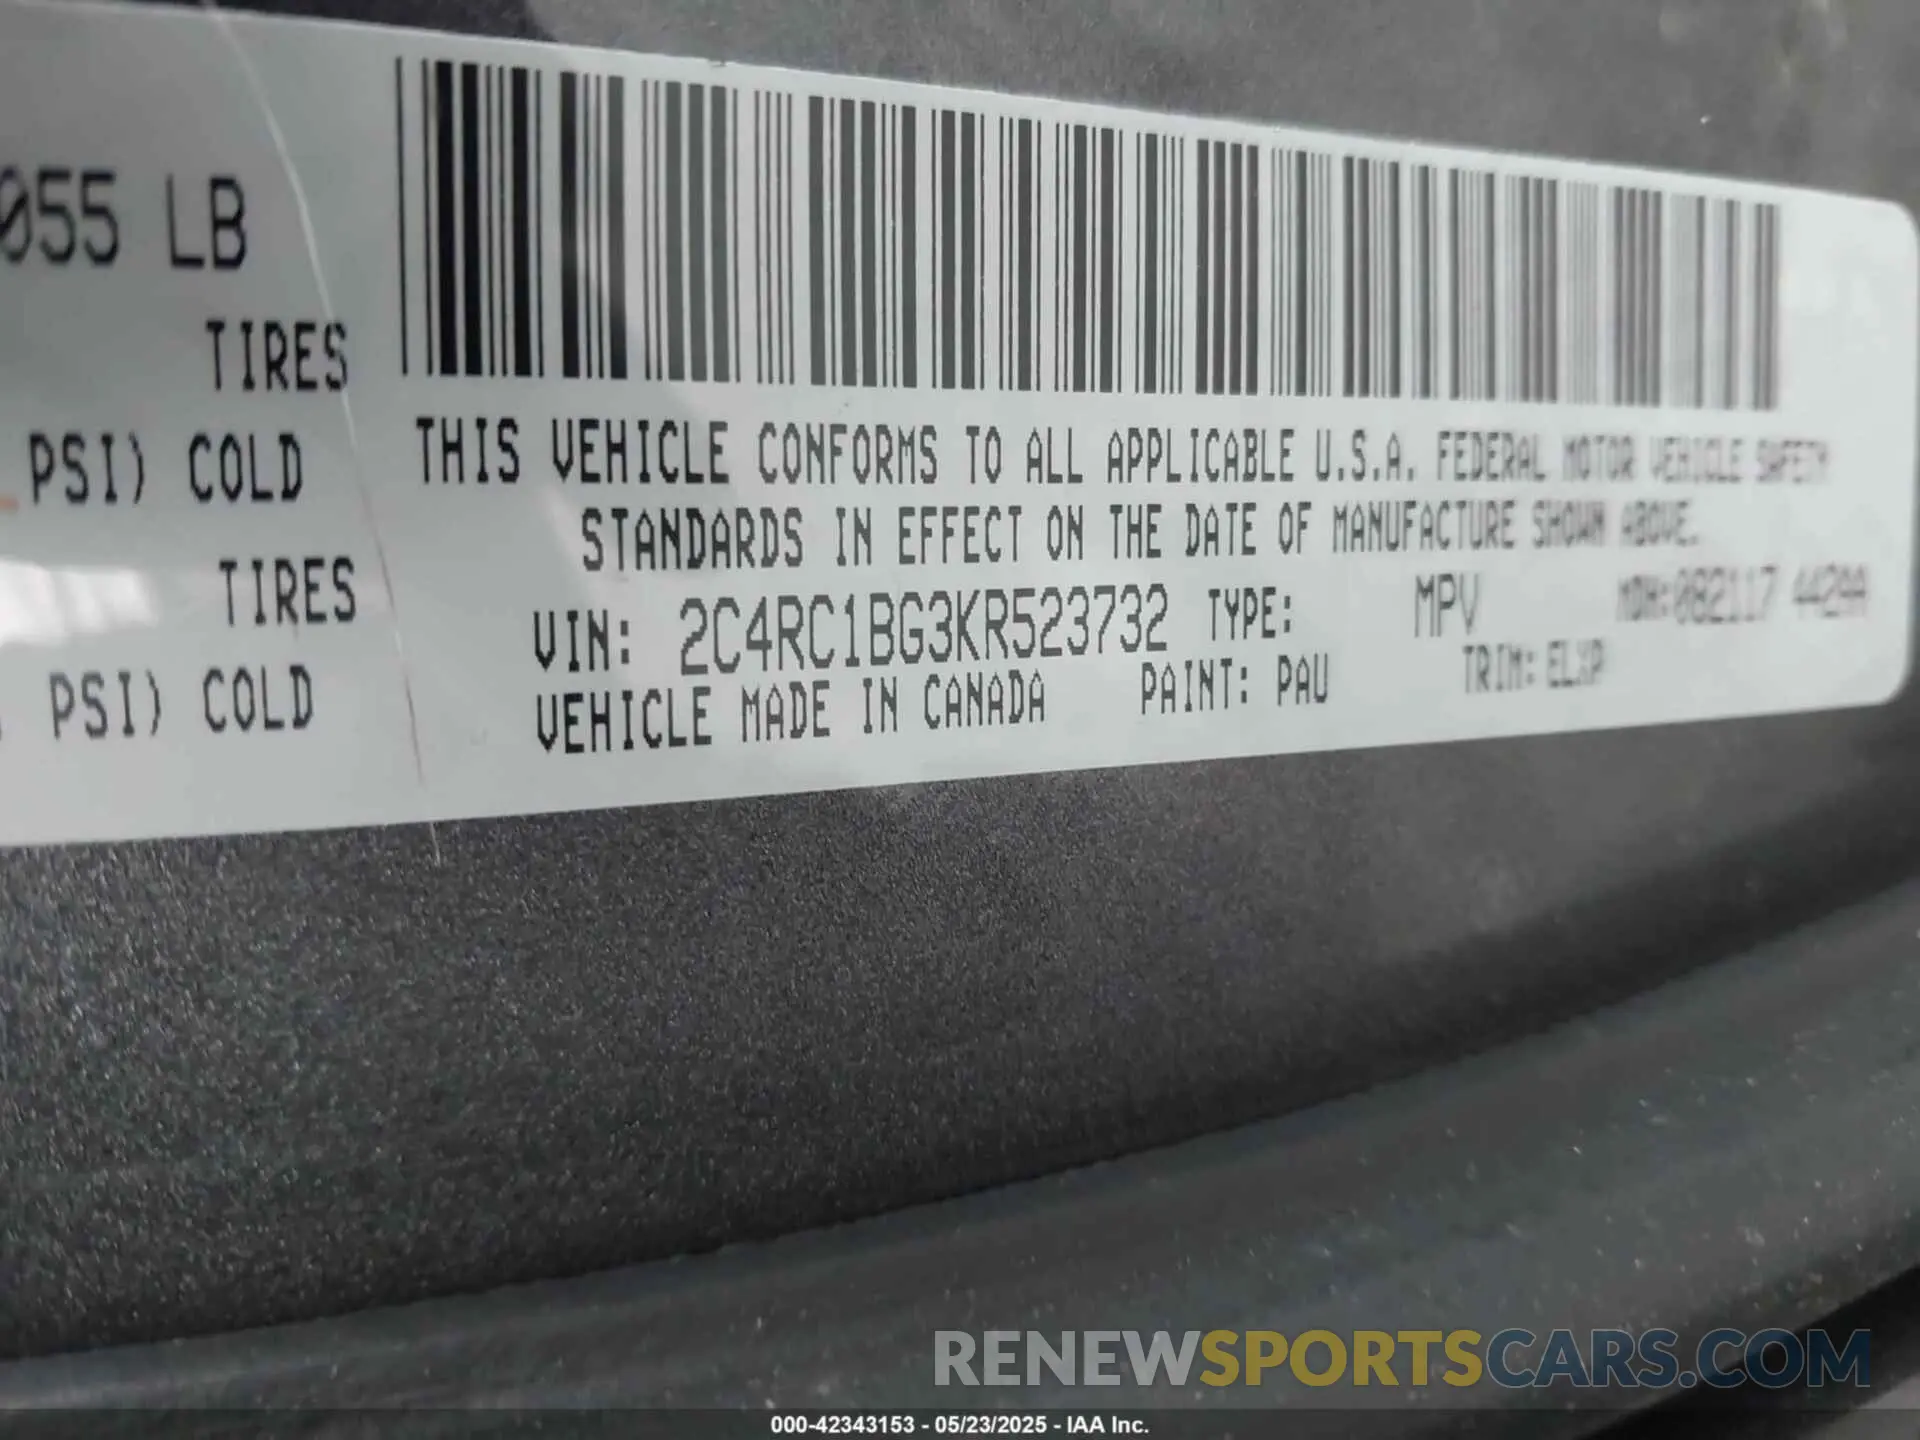 055 LB
TIRES
PSI) COLD
TIRES
PSI) COLD
THIS VEHICLE CONFORMS TO ALL APPLICABLE U.S.A. FEDERAL MOTOR VEHICLE SAFETY
STANDARDS IN EFFECT ON THE DATE OF MANUFACTURE SHOWN ABOVE.
VIN: 2C4RC1BG3KR523732 TYPE: MPV MDH:082117 442AA
VEHICLE MADE IN CANADA PAINT: PAU TRIM: ELXP
RENEWSPORTSCARS.COM
000-42343153 - 05/23/2025 - IAA Inc.